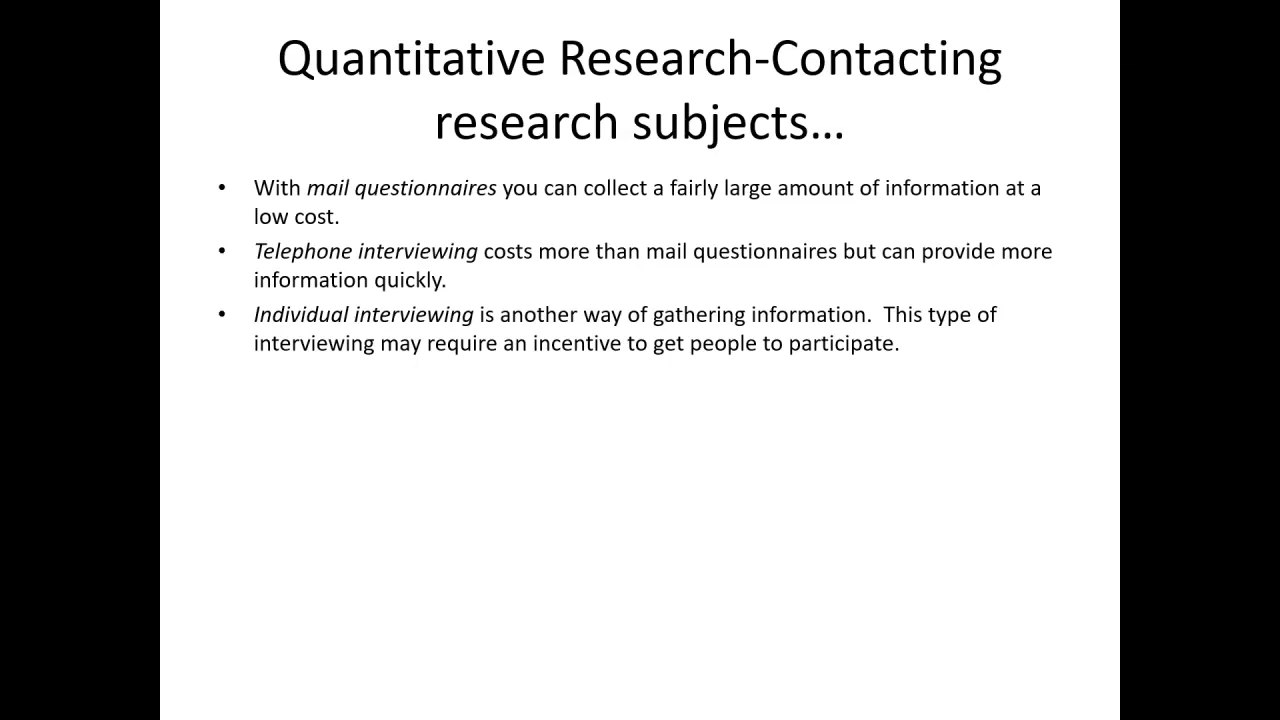 Quantitative Research-Contacting
research subjects...
• With mail questionnaires you can collect a fairly large amount of information at a
low cost.
• Telephone interviewing costs more than mail questionnaires but can provide more
information quickly.
• Individual interviewing is another way of gathering information.  This type of
interviewing may require an incentive to get people to participate.